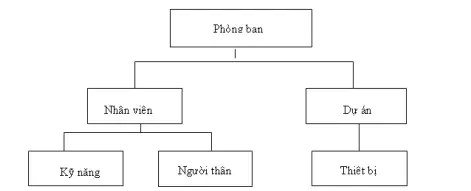 Phòng ban
Nhân viên
Dự án
Kỹ năng
Người thân
Thiết bị